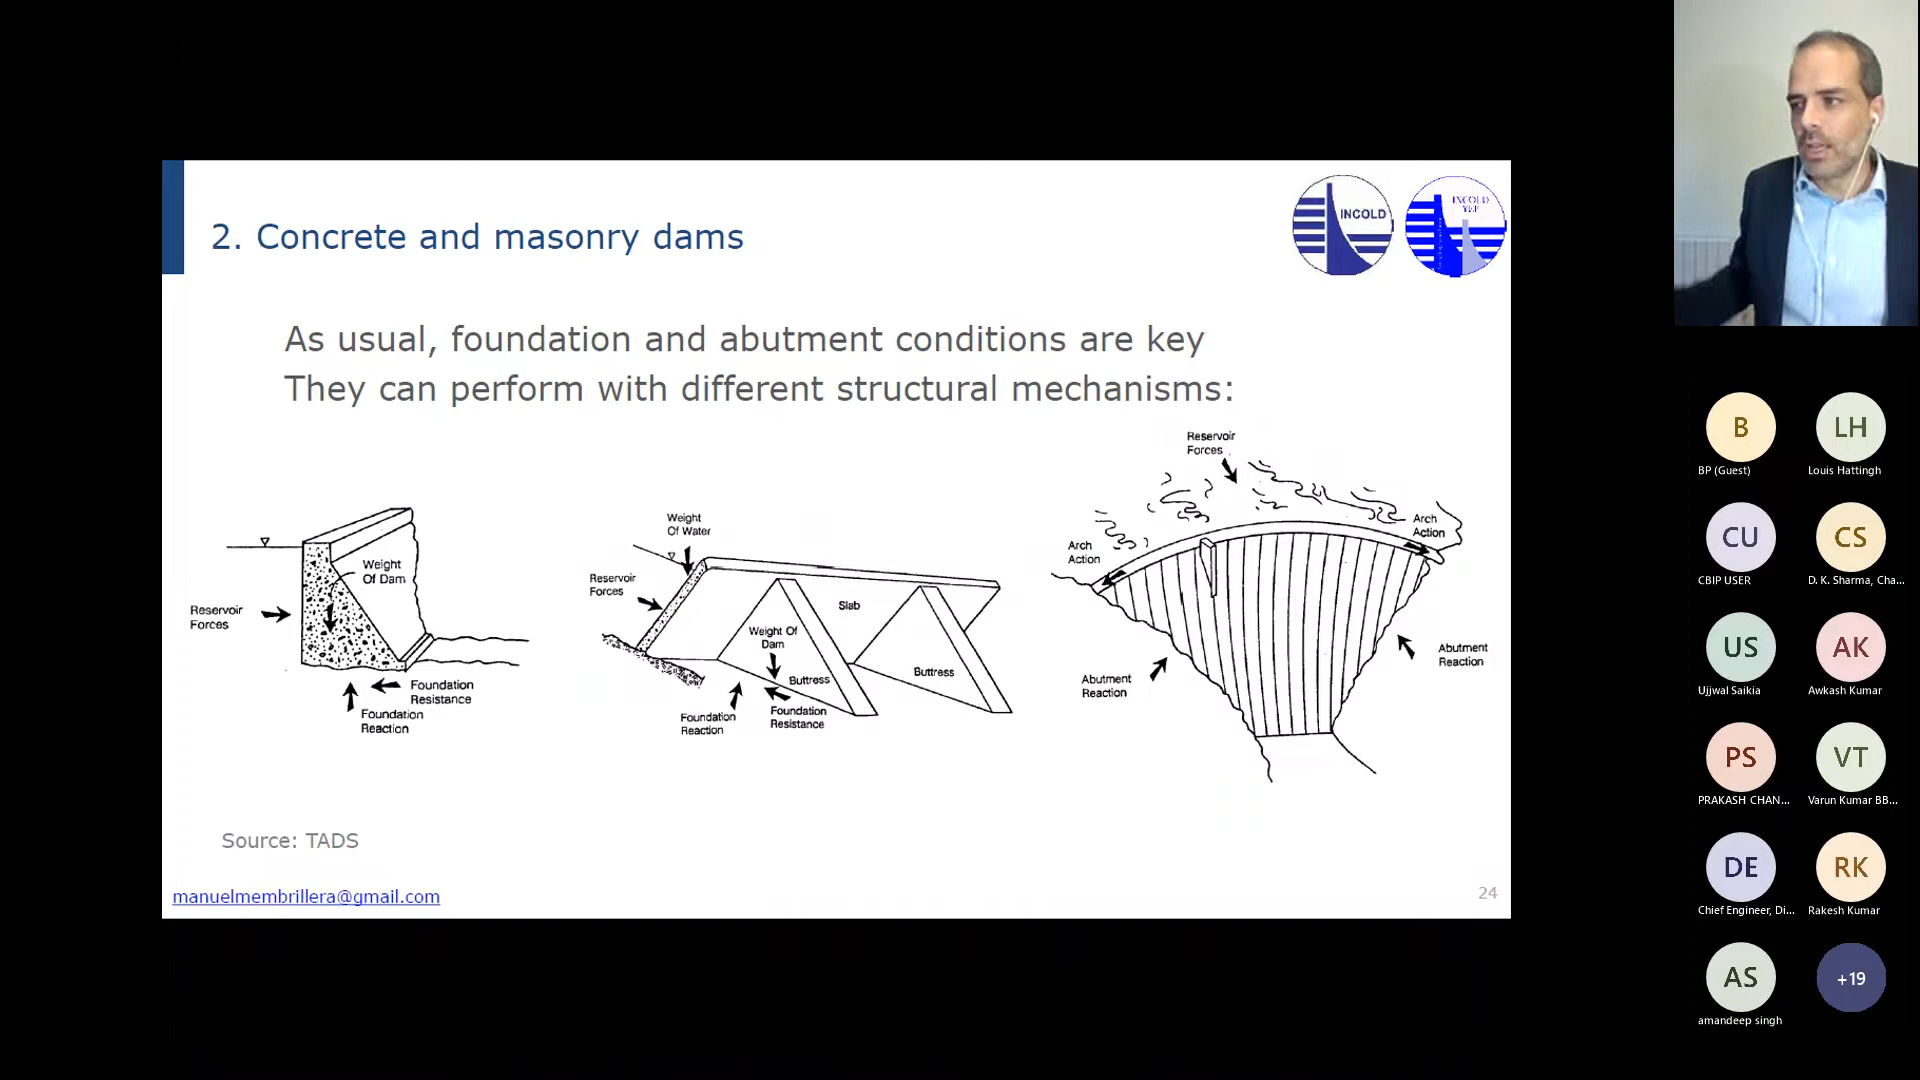 2. Concrete and masonry dams
INCOLD
INCOLD
YEF
As usual, foundation and abutment conditions are key
They can perform with different structural mechanisms:
Weight
Of Dam
Reservoir
Forces
Foundation
Resistance
Foundation
Reaction
Weight
Of Water
Reservoir
Forces
Slab
Weight Of
Dam
Buttress
Buttress
Foundation
Reaction
Foundation
Resistance
Reservoir
Forces
Arch
Action
Arch
Action
Abutment
Reaction
Abutment
Reaction
Source: TADS
manuelmembrillera@gmail.com
24
B
BP (Guest)
LH
Louis Hattingh
CU
CBIP USER
CS
D. K. Sharma, Cha...
US
Ujjwal Saikia
AK
Awkash Kumar
PS
PRAKASH CHAN...
VT
Varun Kumar BB...
DE
Chief Engineer, Di...
RK
Rakesh Kumar
AS
amandeep singh
+19